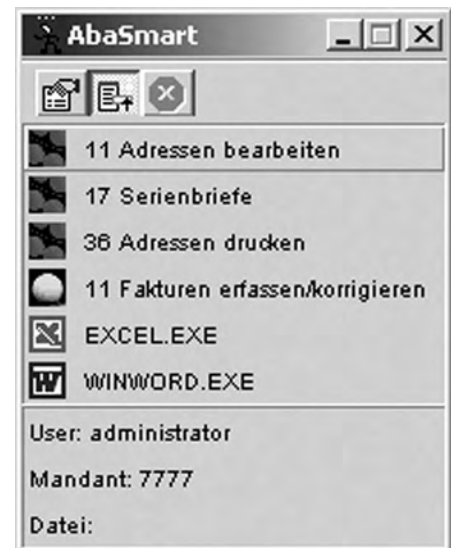 AbaSmart
11 Adressen bearbeiten
17 Serienbriefe
36 Adressen drucken
11 Fakturen erfassen/korrigieren
EXCEL.EXE
WINWORD.EXE
User: administrator
Mandant: 7777
Datei: